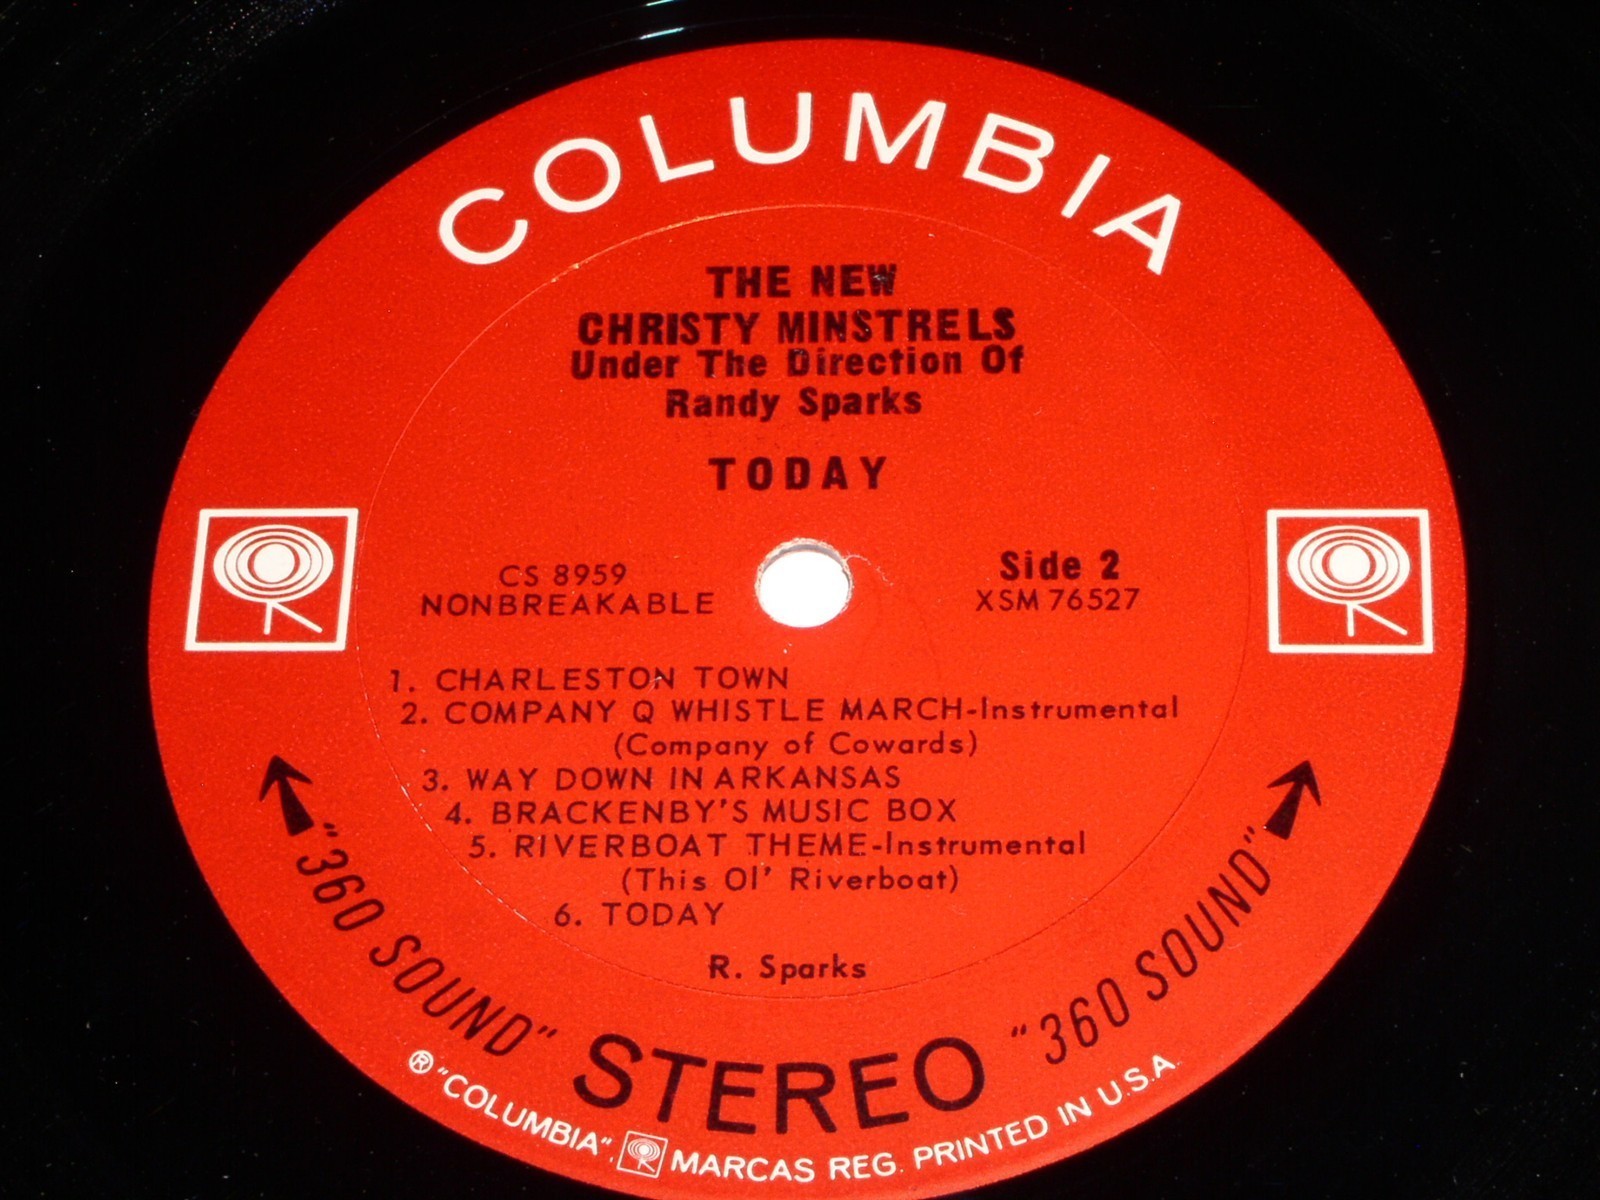 COLUMBIA
THE NEW
CHRISTY MINSTRELS
Under The Direction Of
Randy Sparks
TODAY
CS 8959
NONBREAKABLE
Side 2
XSM 76527
1. CHARLESTON TOWN
2. COMPANY Q WHISTLE MARCH-Instrumental
(Company of Cowards)
3. WAY DOWN IN ARKANSAS
4. BRACKENBY'S MUSIC BOX
5. RIVERBOAT THEME-Instrumental
(This Ol' Riverboat)
6. TODAY
R. Sparks
"360 SOUND" STEREO "360 SOUND"
® "COLUMBIA", MARCAS REG. PRINTED IN U.S.A.